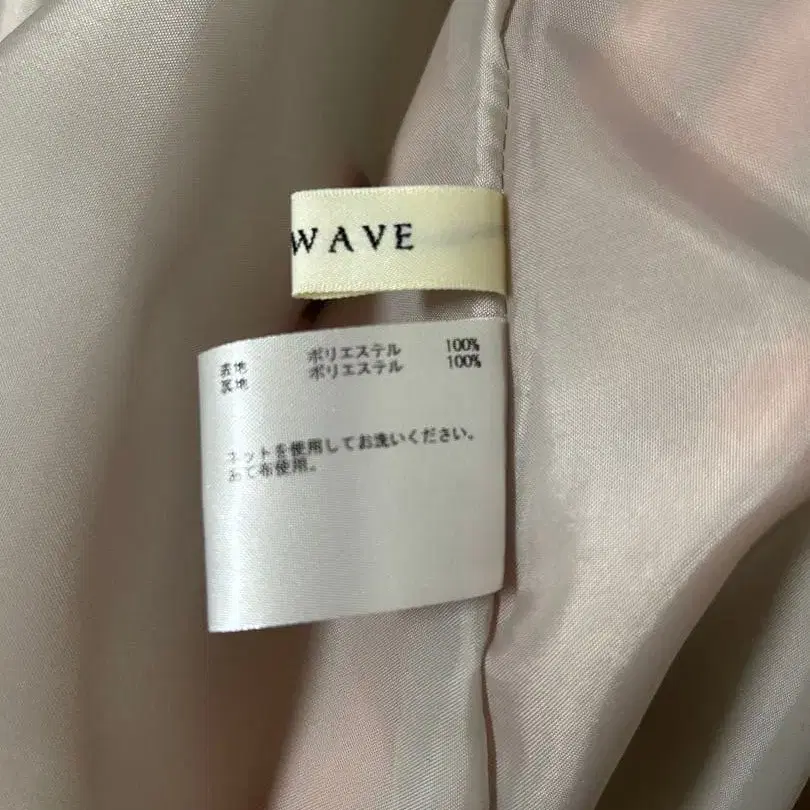 WAVE
表地 ポリエステル 100%
裏地 ポリエステル 100%
ネットを使用してお洗いください。
あて布使用。